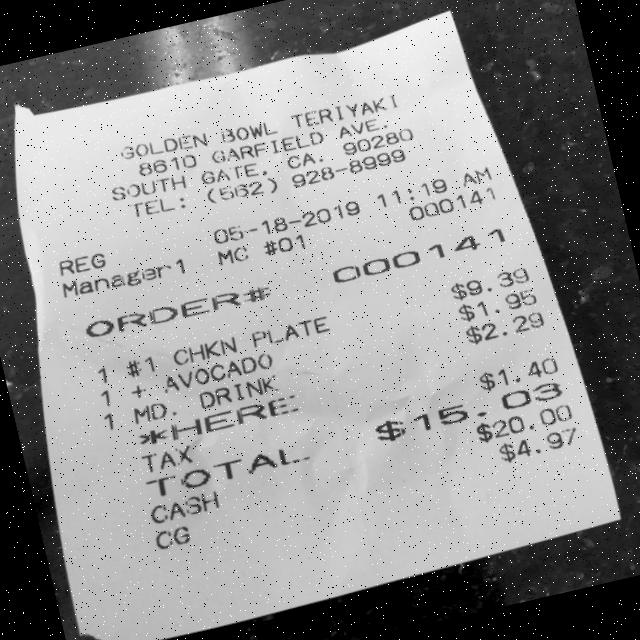 GOLDEN BOWL TERIYAKI
8610 GARFIELD AVE.
SOUTH GATE. CA. 90280
TEL: (562) 928-8999
REG 05-18-2019 11:19 AM
Manager1 MC #01 000141
ORDER# 000141
1 #1 CHKN PLATE $9.39
1 + AVOCADO $1.95
1 MD. DRINK $2.29
*HERE:
TAX $1.40
TOTAL $15.03
CASH $20.00
CG $4.97